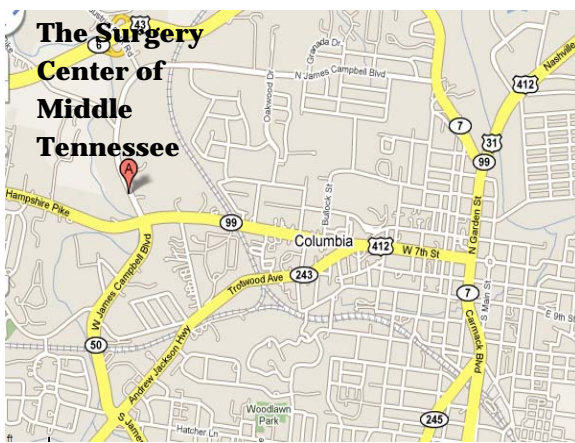 The Surgery
Center of
Middle
Tennessee
43
6
Granada Dr
N James Campbell Blvd
Oakwood Dr
Nashville
412
7
31
99
A
Hampshire Pike
99
Bullock St
Columbia
412
W 7th St
N Garden St
243
Trotwood Ave
W James Campbell Blvd
7
S Main St
E 9th St
50
Andrew Jackson Hwy
Carmack Blvd
Woodlawn
Park
245
Hatcher Ln
S James
ft